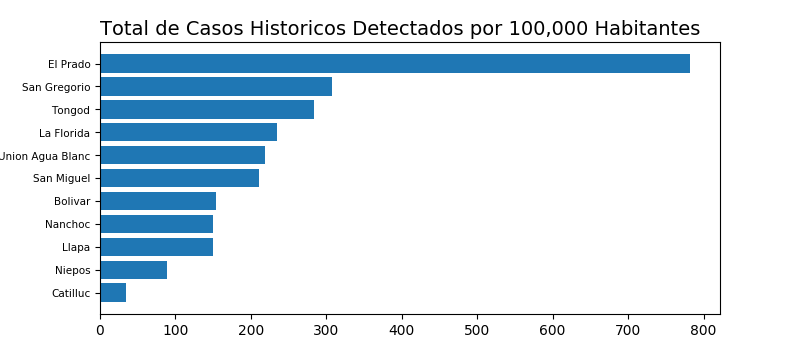 Total de Casos Historicos Detectados por 100,000 Habitantes
El Prado
San Gregorio
Tongod
La Florida
Union Agua Blanc
San Miguel
Bolivar
Nanchoc
Llapa
Niepos
Catilluc
0 100 200 300 400 500 600 700 800